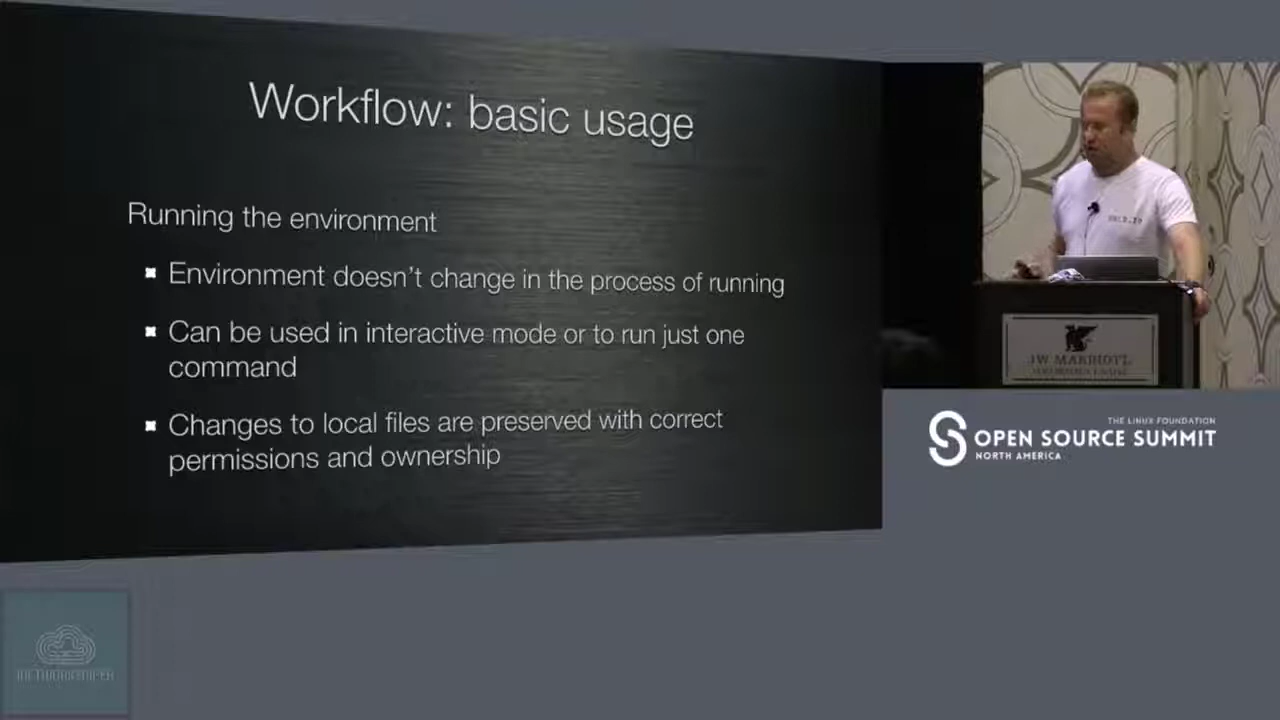 Workflow: basic usage
Running the environment
Environment doesn't change in the process of running
Can be used in interactive mode or to run just one
command
Changes to local files are preserved with correct
permissions and ownership
JW MARRIOTT
THE LINUX FOUNDATION
OPEN SOURCE SUMMIT
NORTH AMERICA